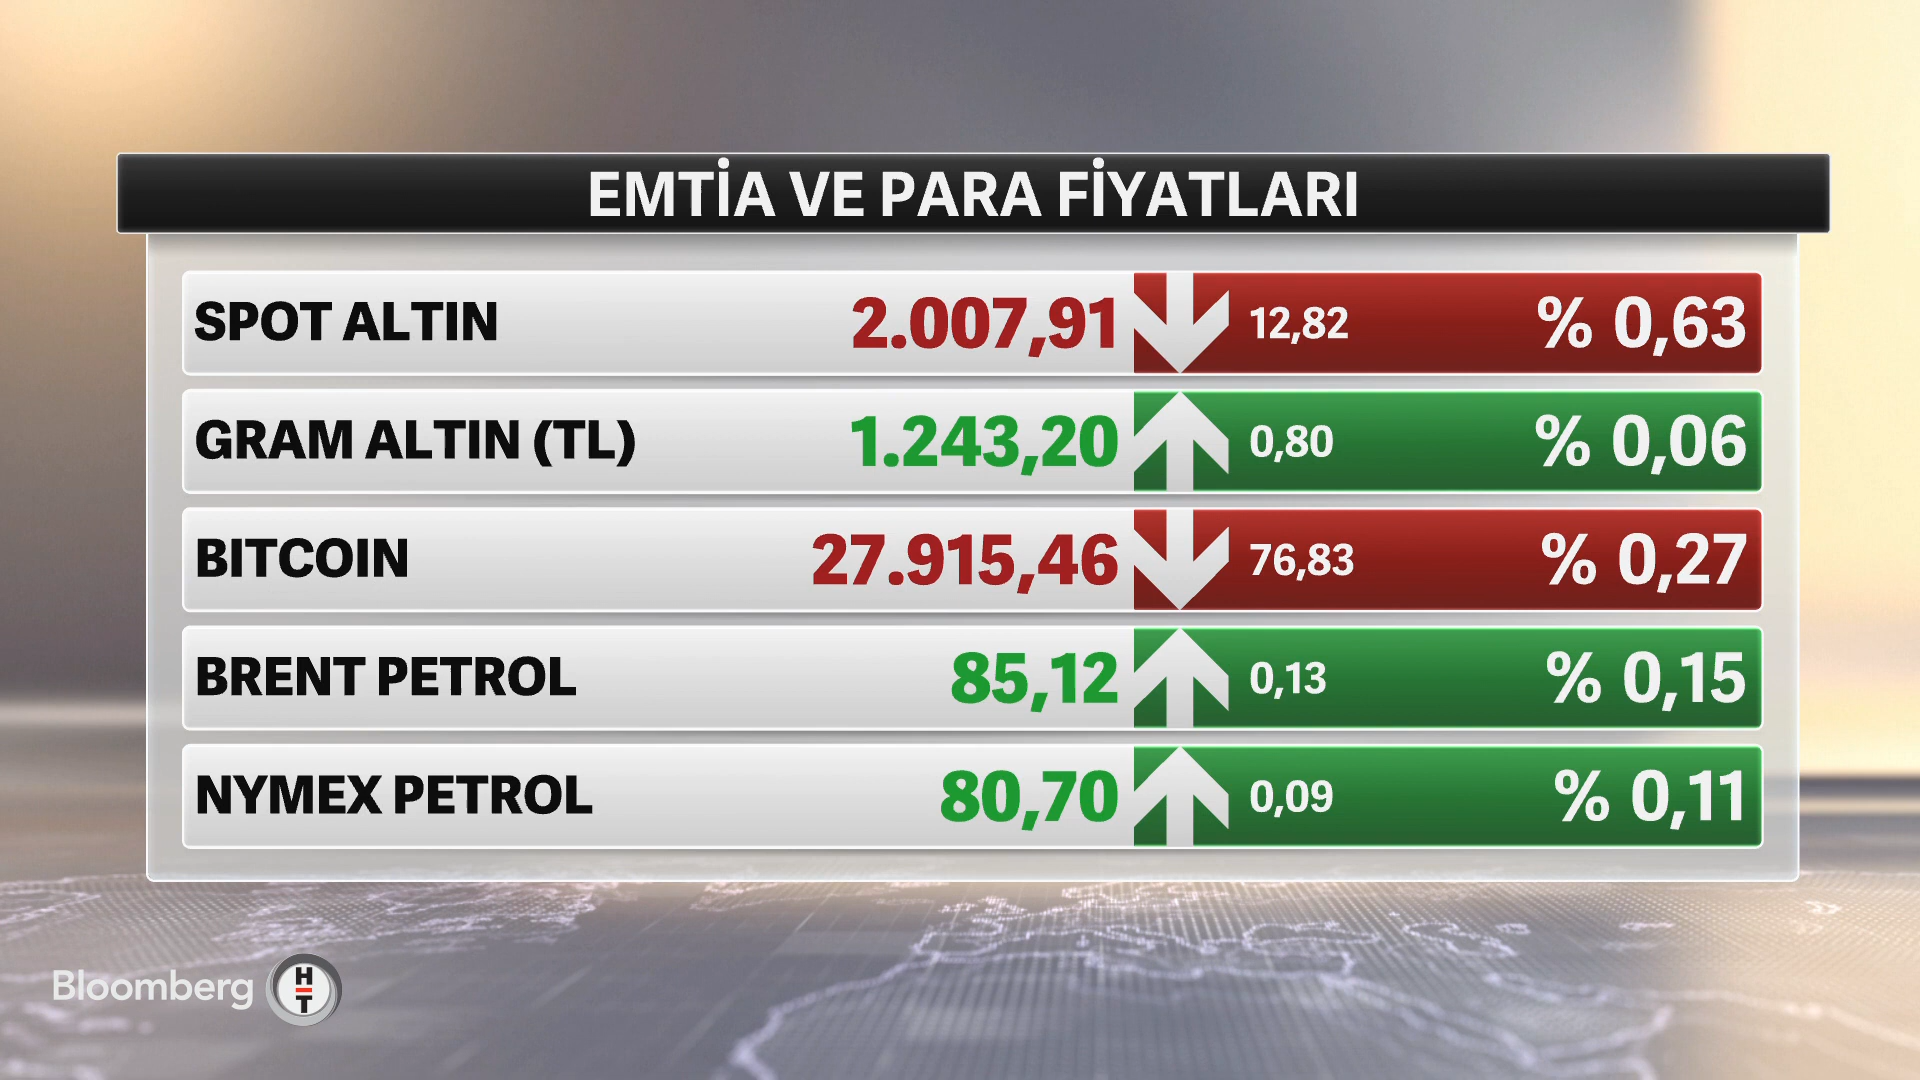 EMTİA VE PARA FİYATLARI
SPOT ALTIN 2.007,91 12,82 % 0,63
GRAM ALTIN (TL) 1.243,20 0,80 % 0,06
BITCOIN 27.915,46 76,83 % 0,27
BRENT PETROL 85,12 0,13 % 0,15
NYMEX PETROL 80,70 0,09 % 0,11
Bloomberg HT